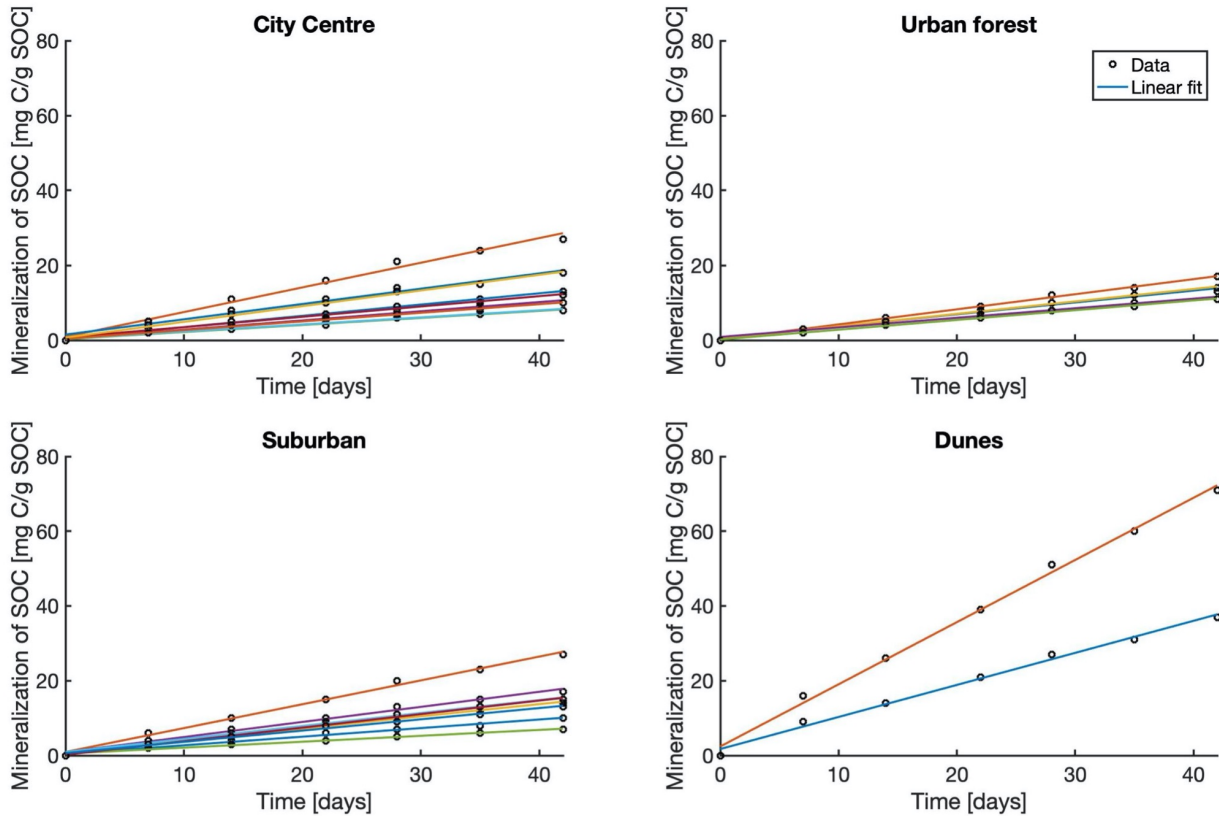 City Centre
Mineralization of SOC [mg C/g SOC]
80
60
40
20
0
0 10 20 30 40
Time [days]
Urban forest
Data
Linear fit
Mineralization of SOC [mg C/g SOC]
80
60
40
20
0
0 10 20 30 40
Time [days]
Suburban
Mineralization of SOC [mg C/g SOC]
80
60
40
20
0
0 10 20 30 40
Time [days]
Dunes
Mineralization of SOC [mg C/g SOC]
80
60
40
20
0
0 10 20 30 40
Time [days]